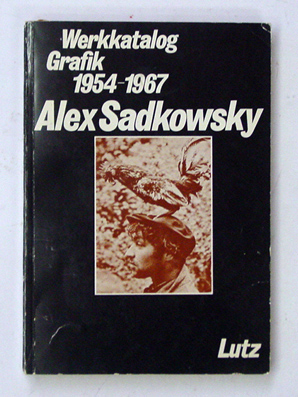 Werkkatalog
Grafik
1954-1967
Alex Sadkowsky
Lutz